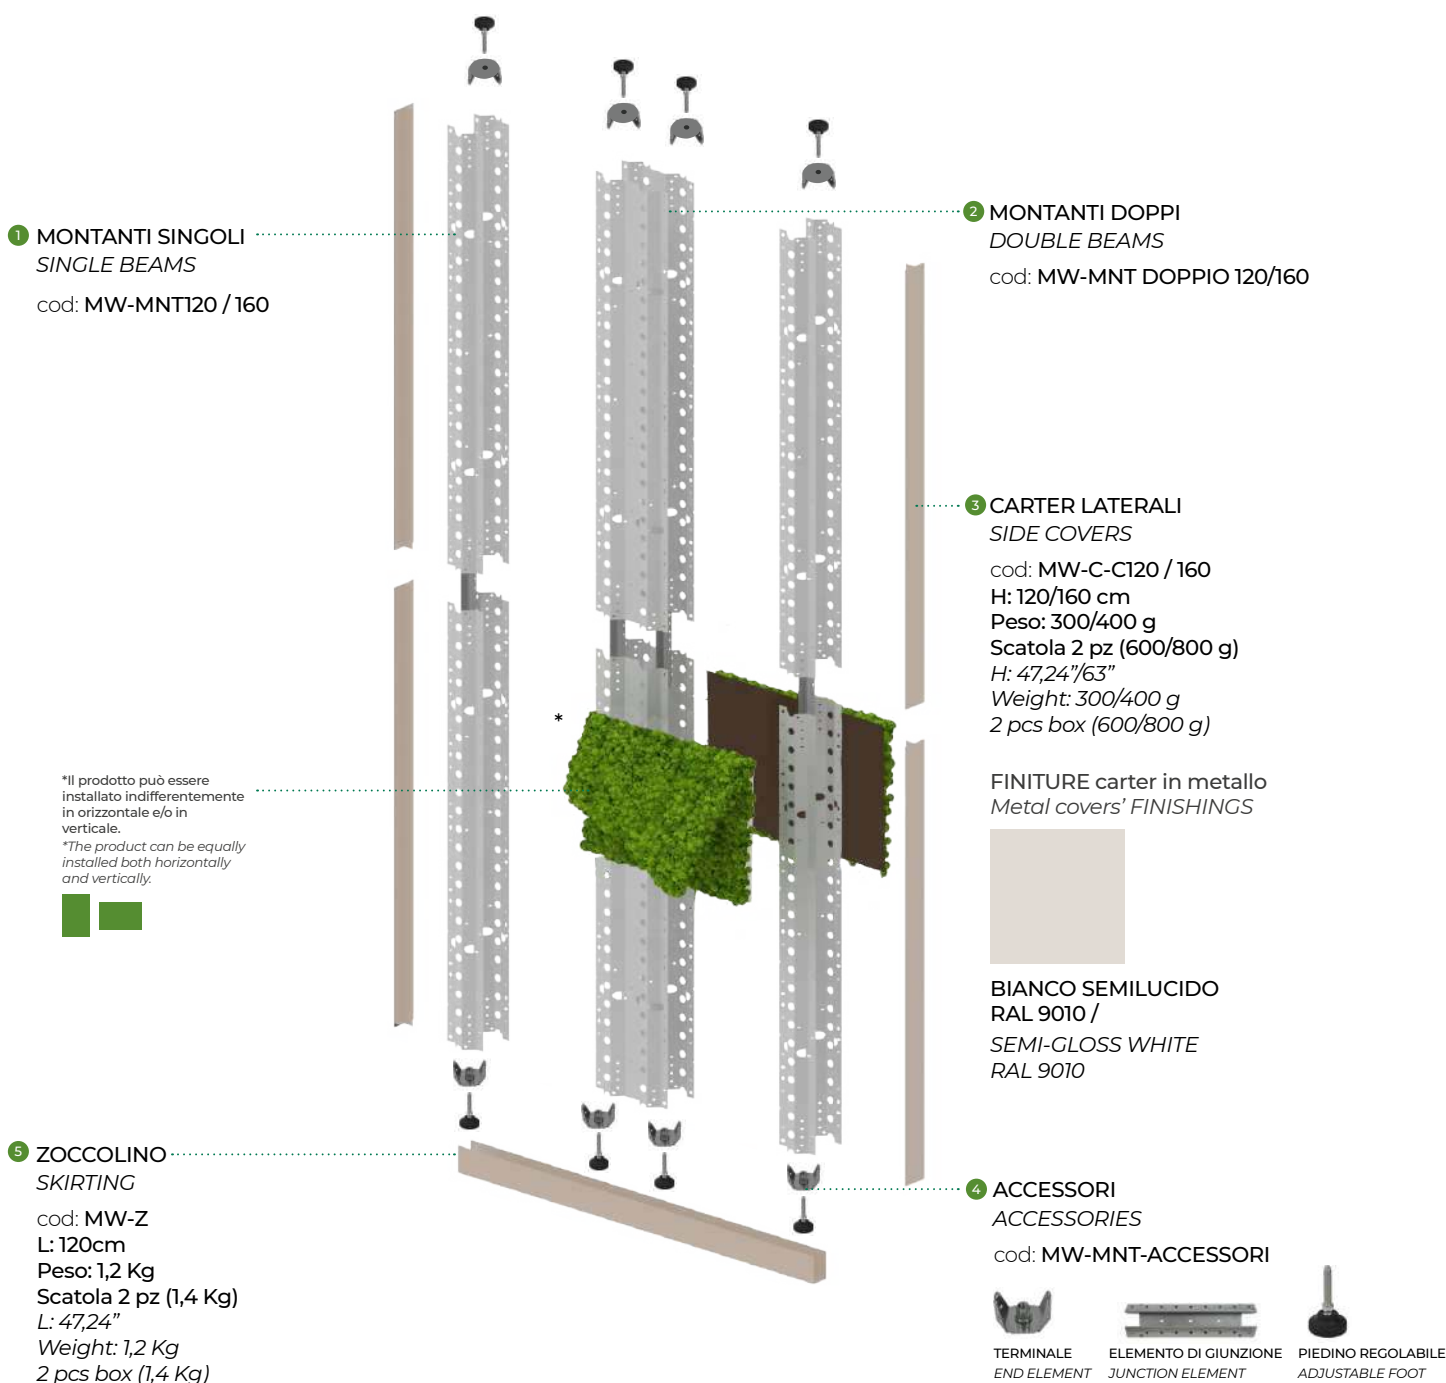 1 MONTANTI SINGOLI
SINGLE BEAMS
cod: MW-MNT120 / 160
2 MONTANTI DOPPI
DOUBLE BEAMS
cod: MW-MNT DOPPIO 120/160
3 CARTER LATERALI
SIDE COVERS
cod: MW-C-C120 / 160
H: 120/160 cm
Peso: 300/400 g
Scatola 2 pz (600/800 g)
H: 47,24”/63”
Weight: 300/400 g
2 pcs box (600/800 g)
FINITURE carter in metallo
Metal covers’ FINISHINGS
BIANCO SEMILUCIDO
RAL 9010 /
SEMI-GLOSS WHITE
RAL 9010
*
*Il prodotto può essere
installato indifferentemente
in orizzontale e/o in
verticale.
*The product can be equally
installed both horizontally
and vertically.
5 ZOCCOLINO
SKIRTING
cod: MW-Z
L: 120cm
Peso: 1,2 Kg
Scatola 2 pz (1,4 Kg)
L: 47,24”
Weight: 1,2 Kg
2 pcs box (1,4 Kg)
4 ACCESSORI
ACCESSORIES
cod: MW-MNT-ACCESSORI
TERMINALE
END ELEMENT
ELEMENTO DI GIUNZIONE
JUNCTION ELEMENT
PIEDINO REGOLABILE
ADJUSTABLE FOOT